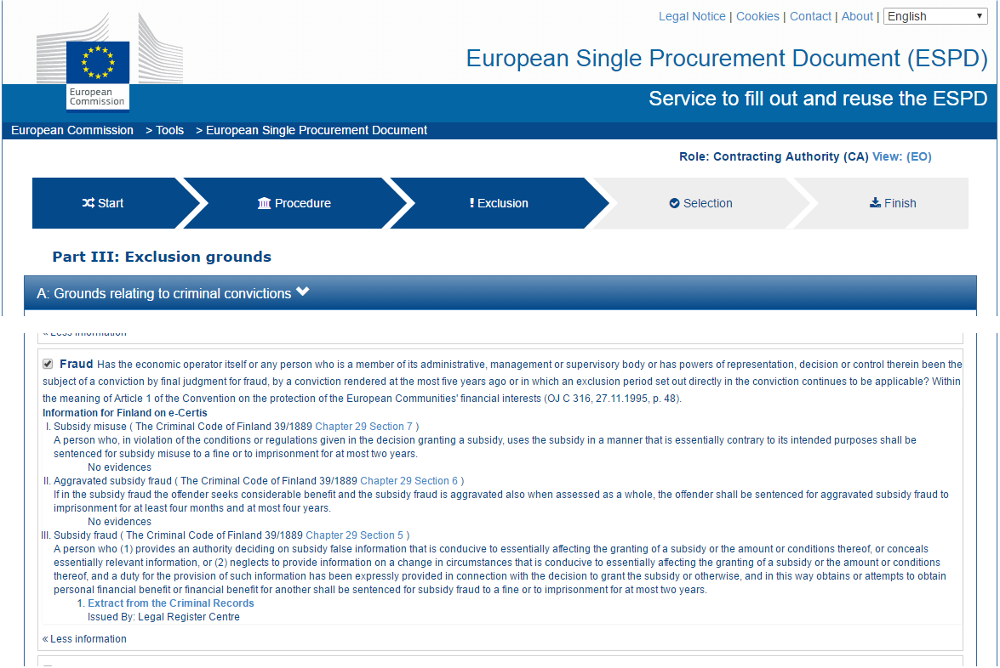 Legal Notice | Cookies | Contact | About | English
European Single Procurement Document (ESPD)
European
Commission
Service to fill out and reuse the ESPD
European Commission > Tools > European Single Procurement Document
Role: Contracting Authority (CA) View: (EO)
Start Procedure Exclusion Selection Finish
Part III: Exclusion grounds
A: Grounds relating to criminal convictions
« Less information
Fraud Has the economic operator itself or any person who is a member of its administrative, management or supervisory body or has powers of representation, decision or control therein been the
subject of a conviction by final judgment for fraud, by a conviction rendered at the most five years ago or in which an exclusion period set out directly in the conviction continues to be applicable? Within
the meaning of Article 1 of the Convention on the protection of the European Communities' financial interests (OJ C 316, 27.11.1995, p. 48).
Information for Finland on e-Certis
I. Subsidy misuse ( The Criminal Code of Finland 39/1889 Chapter 29 Section 7 )
A person who, in violation of the conditions or regulations given in the decision granting a subsidy, uses the subsidy in a manner that is essentially contrary to its intended purposes shall be
sentenced for subsidy misuse to a fine or to imprisonment for at most two years.
No evidences
II. Aggravated subsidy fraud ( The Criminal Code of Finland 39/1889 Chapter 29 Section 6 )
If in the subsidy fraud the offender seeks considerable benefit and the subsidy fraud is aggravated also when assessed as a whole, the offender shall be sentenced for aggravated subsidy fraud to
imprisonment for at least four months and at most four years.
No evidences
III. Subsidy fraud ( The Criminal Code of Finland 39/1889 Chapter 29 Section 5 )
A person who (1) provides an authority deciding on subsidy false information that is conducive to essentially affecting the granting of a subsidy or the amount or conditions thereof, or conceals
essentially relevant information, or (2) neglects to provide information on a change in circumstances that is conducive to essentially affecting the granting of a subsidy or the amount or conditions
thereof, and a duty for the provision of such information has been expressly provided in connection with the decision to grant the subsidy or otherwise, and in this way obtains or attempts to obtain
personal financial benefit or financial benefit for another shall be sentenced for subsidy fraud to a fine or to imprisonment for at most two years.
1. Extract from the Criminal Records
Issued By: Legal Register Centre
« Less information